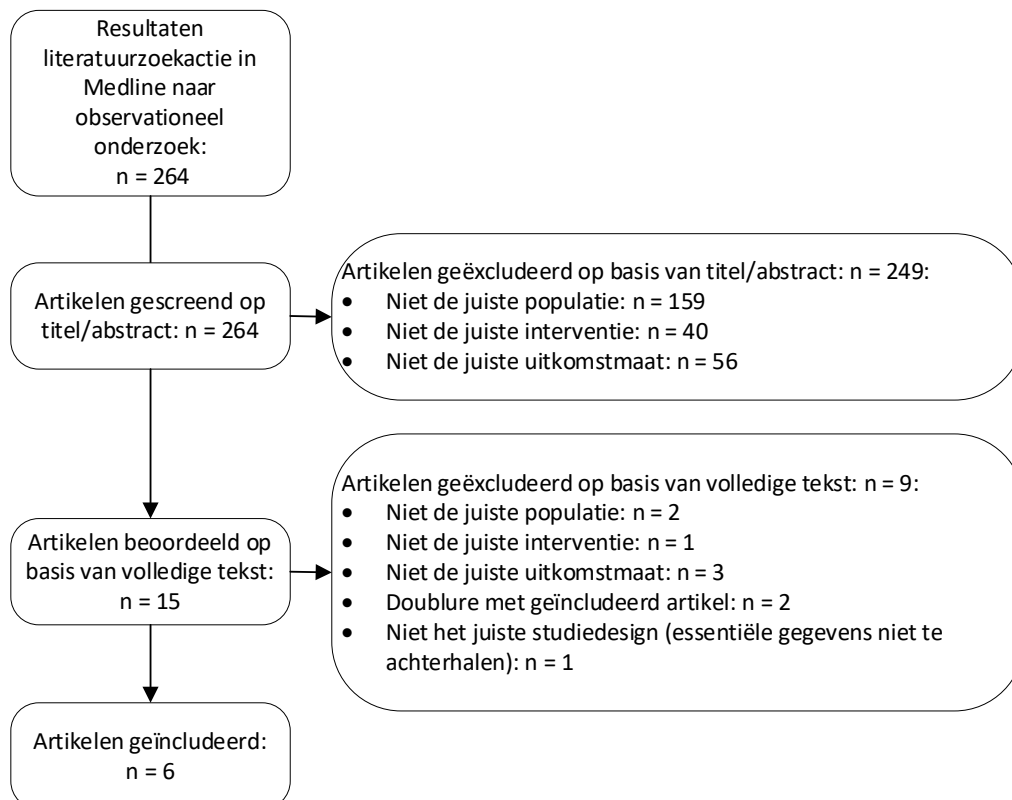 Resultaten
literatuurzoekactie in
Medline naar
observationeel
onderzoek:
n = 264
Artikelen gescreend op
titel/abstract: n = 264
Artikelen geëxcludeerd op basis van titel/abstract: n = 249:
• Niet de juiste populatie: n = 159
• Niet de juiste interventie: n = 40
• Niet de juiste uitkomstmaat: n = 56
Artikelen beoordeeld op
basis van volledige tekst:
n = 15
Artikelen geëxcludeerd op basis van volledige tekst: n = 9:
• Niet de juiste populatie: n = 2
• Niet de juiste interventie: n = 1
• Niet de juiste uitkomstmaat: n = 3
• Doublure met geïncludeerd artikel: n = 2
• Niet het juiste studiedesign (essentiële gegevens niet te
achterhalen): n = 1
Artikelen geïncludeerd:
n = 6